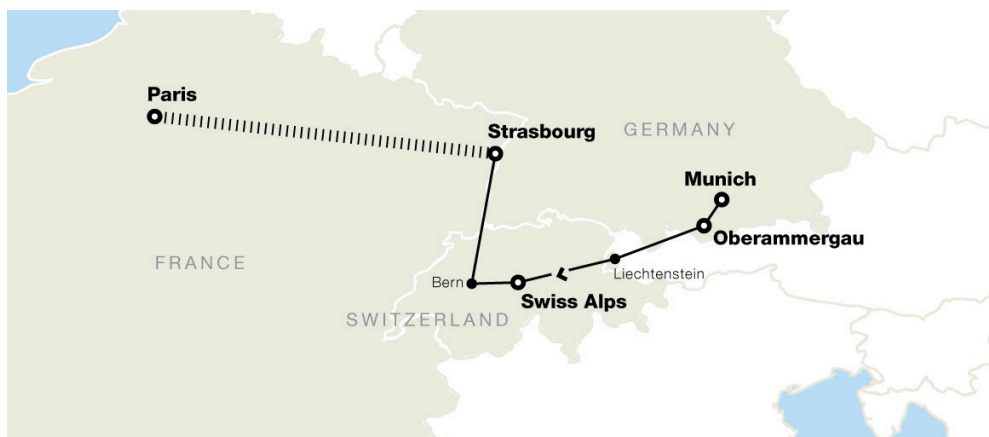 Paris
Strasbourg
GERMANY
Munich
Oberammergau
FRANCE
Liechtenstein
Bern
Swiss Alps
SWITZERLAND